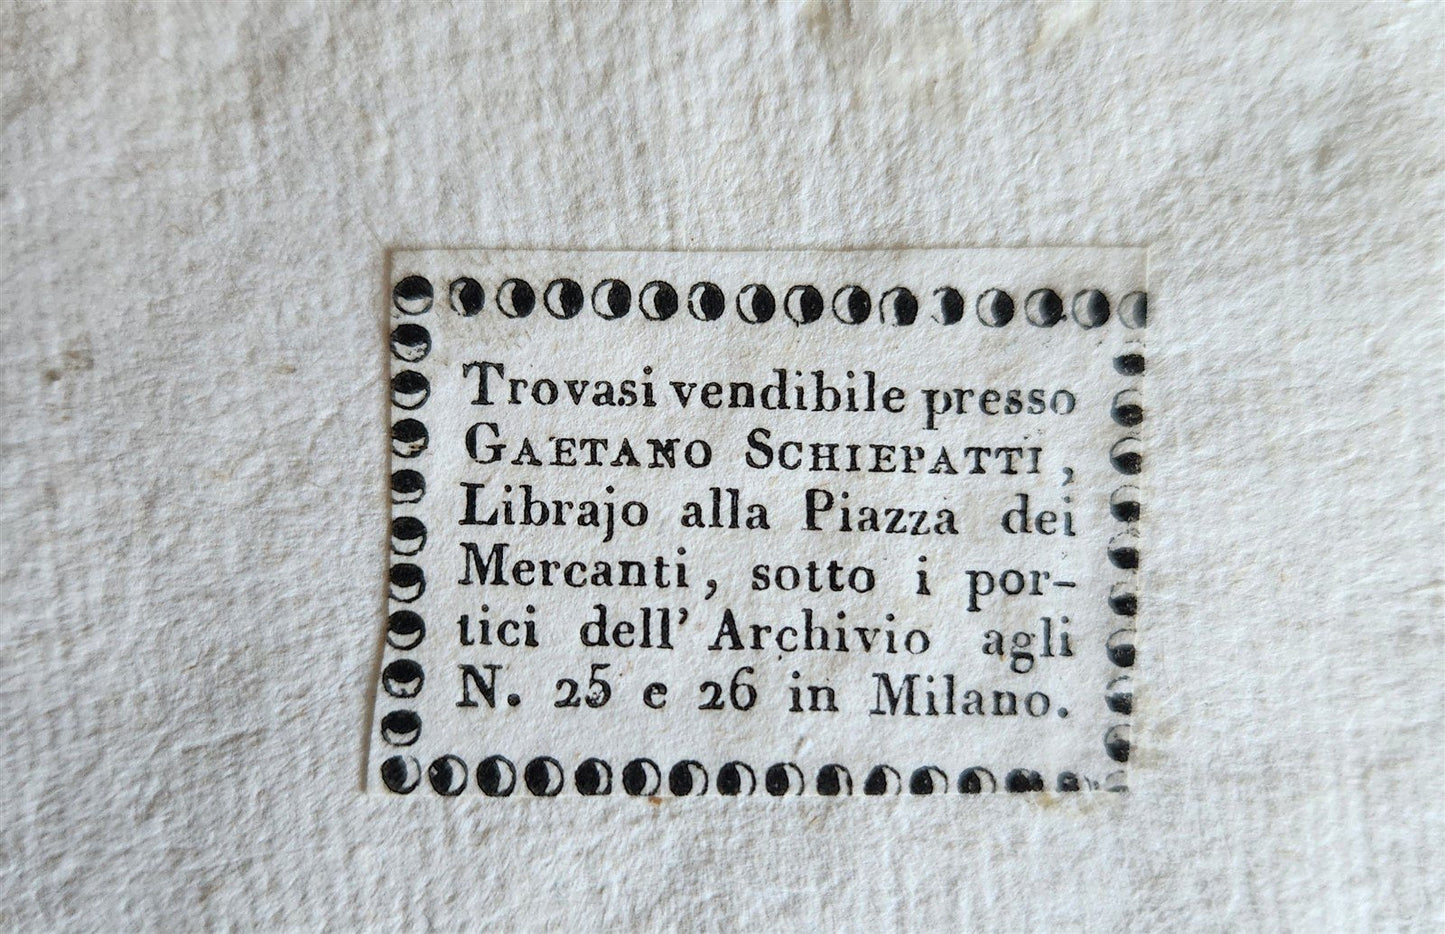 Trovasi vendibile presso
GAETANO SCHIEPATTI,
Librajo alla Piazza dei
Mercanti, sotto i por-
tici dell' Archivio agli
N. 25 e 26 in Milano.